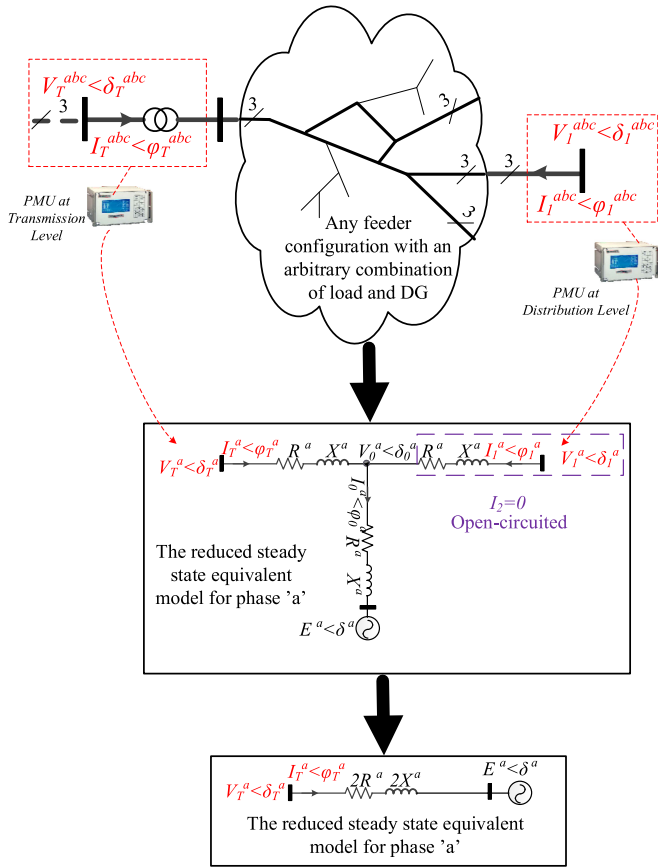 V_T^abc<δ_T^abc
3
I_T^abc<φ_T^abc
PMU at
Transmission
Level
3
3
3
3
3
V_1^abc<δ_1^abc
I_1^abc<φ_1^abc
PMU at
Distribution Level
Any feeder
configuration with an
arbitrary combination
of load and DG
V_T^a<δ_T^a
I_T^a<φ_T^a
R^a
X^a
V_0^a<δ_0^a
R^a
X^a
I_1^a<φ_1^a
V_1^a<δ_1^a
I_2=0
Open-circuited
I_0^a<φ_0^a
R^a
X^a
E^a<δ^a
The reduced steady
state equivalent
model for phase 'a'
V_T^a<δ_T^a
I_T^a<φ_T^a
2R^a
2X^a
E^a<δ^a
The reduced steady state equivalent
model for phase 'a'